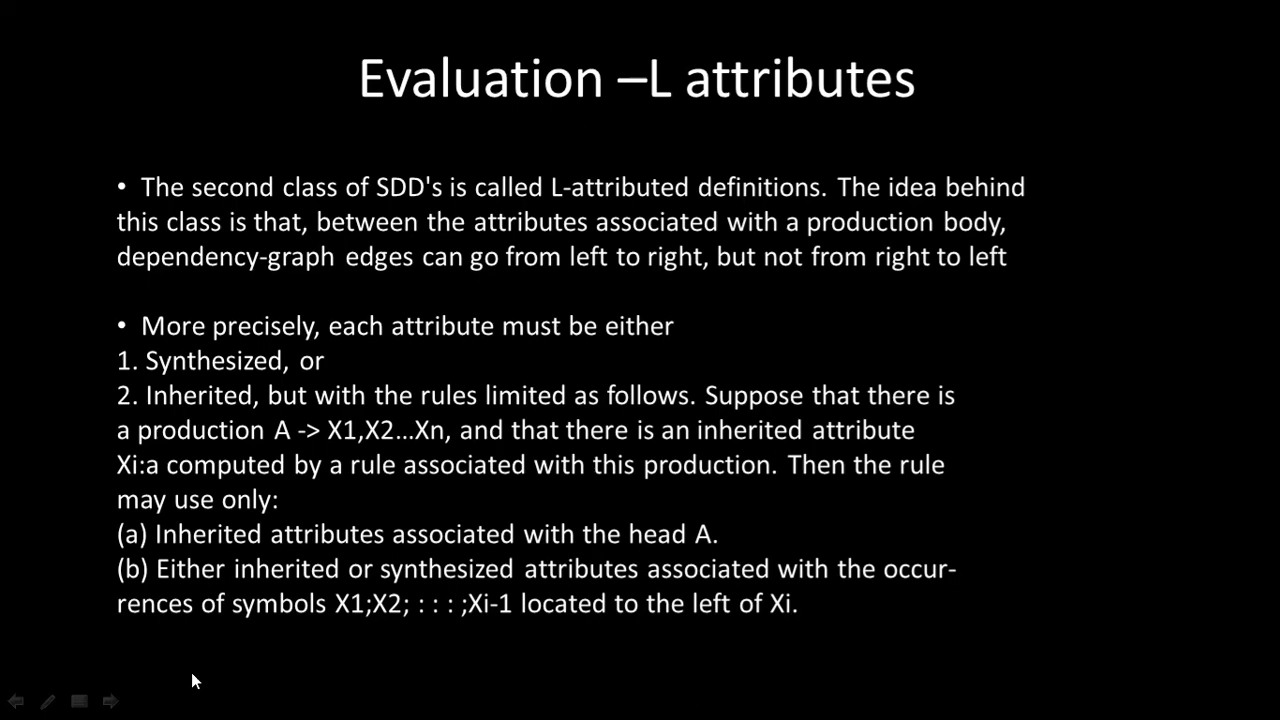 Evaluation –L attributes
• The second class of SDD's is called L-attributed definitions. The idea behind
this class is that, between the attributes associated with a production body,
dependency-graph edges can go from left to right, but not from right to left
• More precisely, each attribute must be either
1. Synthesized, or
2. Inherited, but with the rules limited as follows. Suppose that there is
a production A -> X1,X2...Xn, and that there is an inherited attribute
Xi:a computed by a rule associated with this production. Then the rule
may use only:
(a) Inherited attributes associated with the head A.
(b) Either inherited or synthesized attributes associated with the occur-
rences of symbols X1;X2; : : : ;Xi-1 located to the left of Xi.